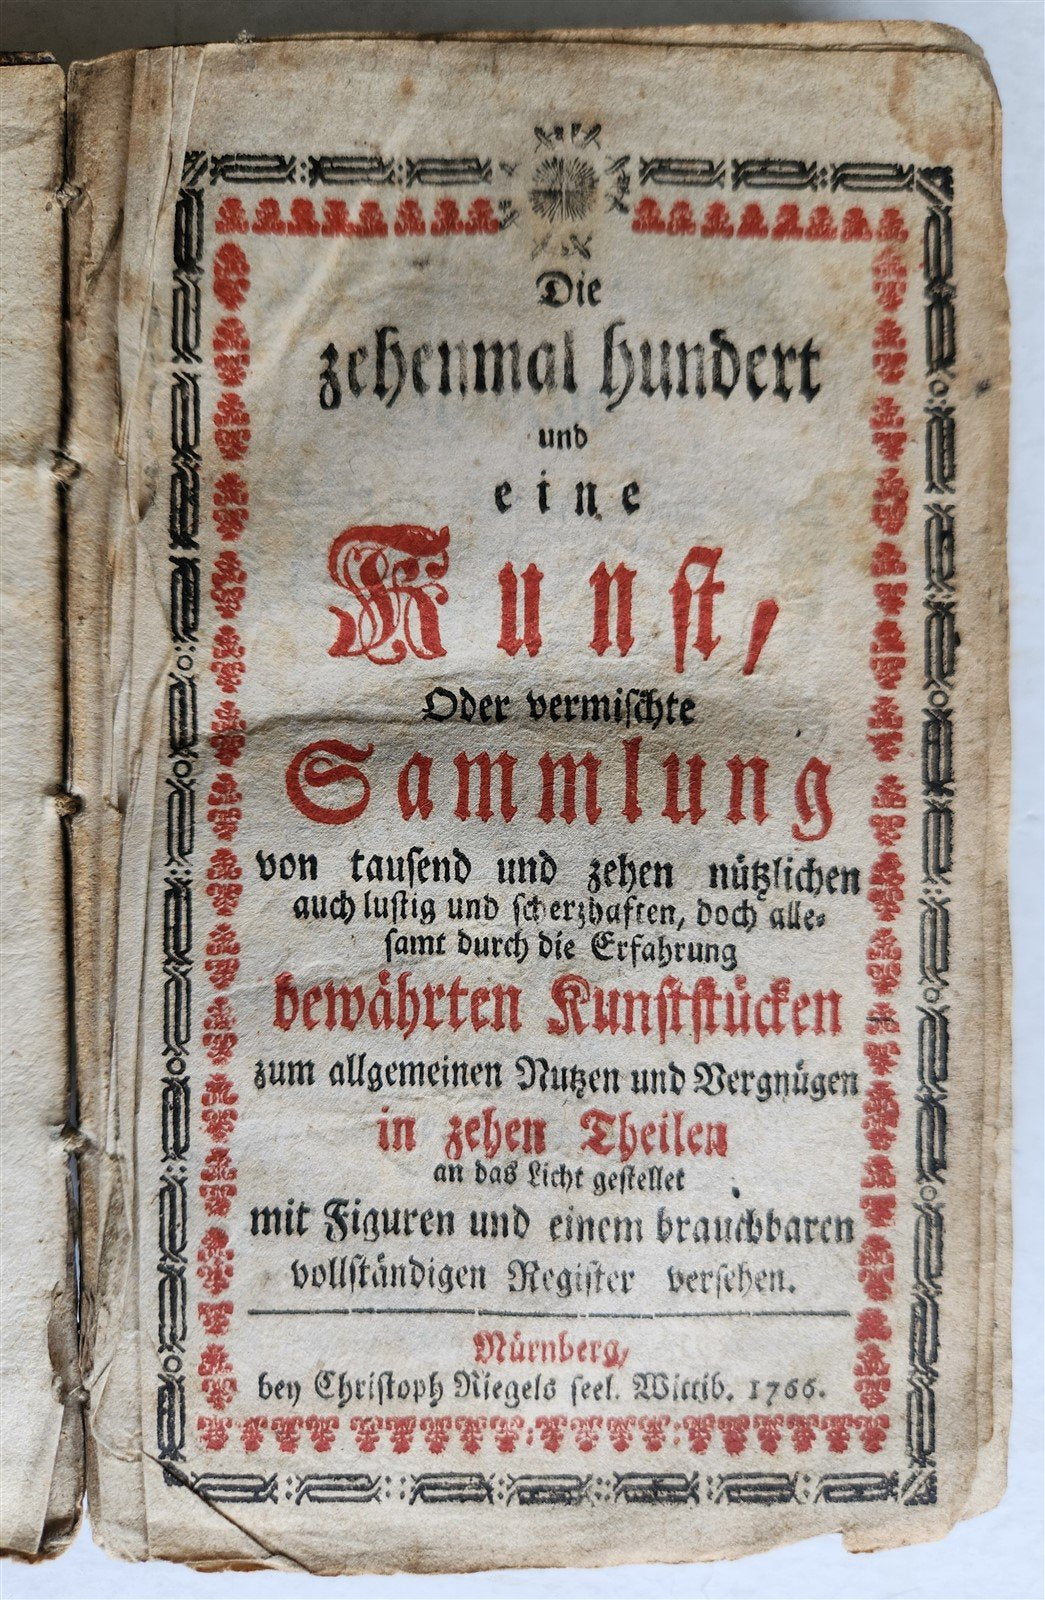 Die
zehenmal hundert
und
eine
Kunst,
Oder vermischte
Sammlung
von tausend und zehen nützlichen
auch lustig und scherzhaften, doch alle-
samt durch die Erfahrung
bewährten Kunststücken
zum allgemeinen Nutzen und Vergnügen
in zehen Theilen
an das Licht gestellet
mit Figuren und einem brauchbaren
vollständigen Register versehen.
Nürnberg,
bey Christoph Riegels seel. Wittib. 1766.